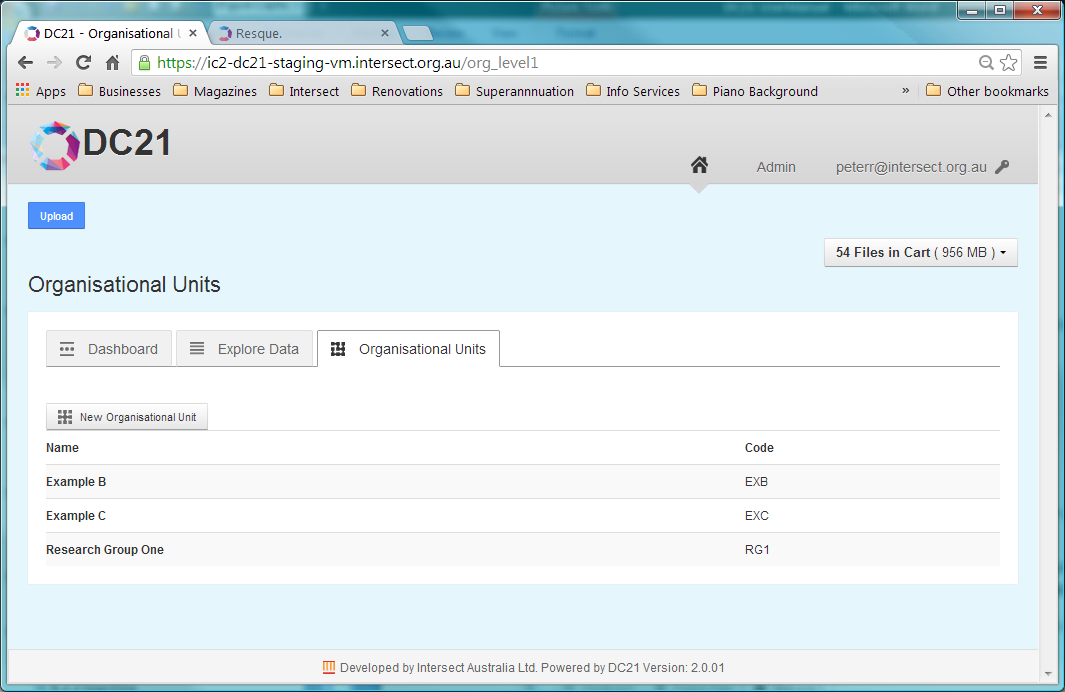 DC21 - Organisational U
Resque.
https://ic2-dc21-staging-vm.intersect.org.au/org_level1
Apps Businesses Magazines Intersect Renovations Superannnuation Info Services Piano Background » Other bookmarks
DC21
Admin peterr@intersect.org.au
Upload
54 Files in Cart ( 956 MB )
Organisational Units
Dashboard Explore Data Organisational Units
New Organisational Unit
Name Code
Example B EXB
Example C EXC
Research Group One RG1
Developed by Intersect Australia Ltd. Powered by DC21 Version: 2.0.01